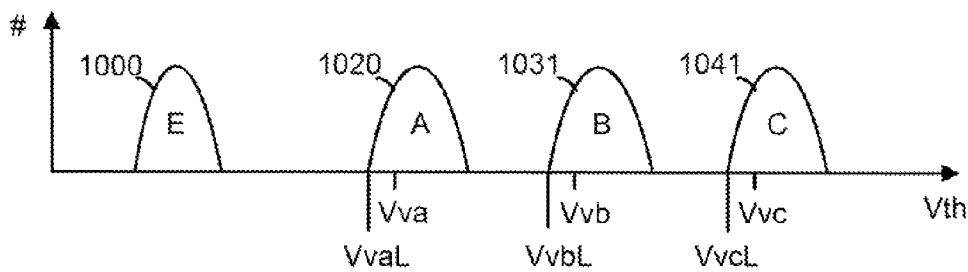 #
1000 1020 1031 1041
E A B C
Vva Vvb Vvc Vth
VvaL VvbL VvcL